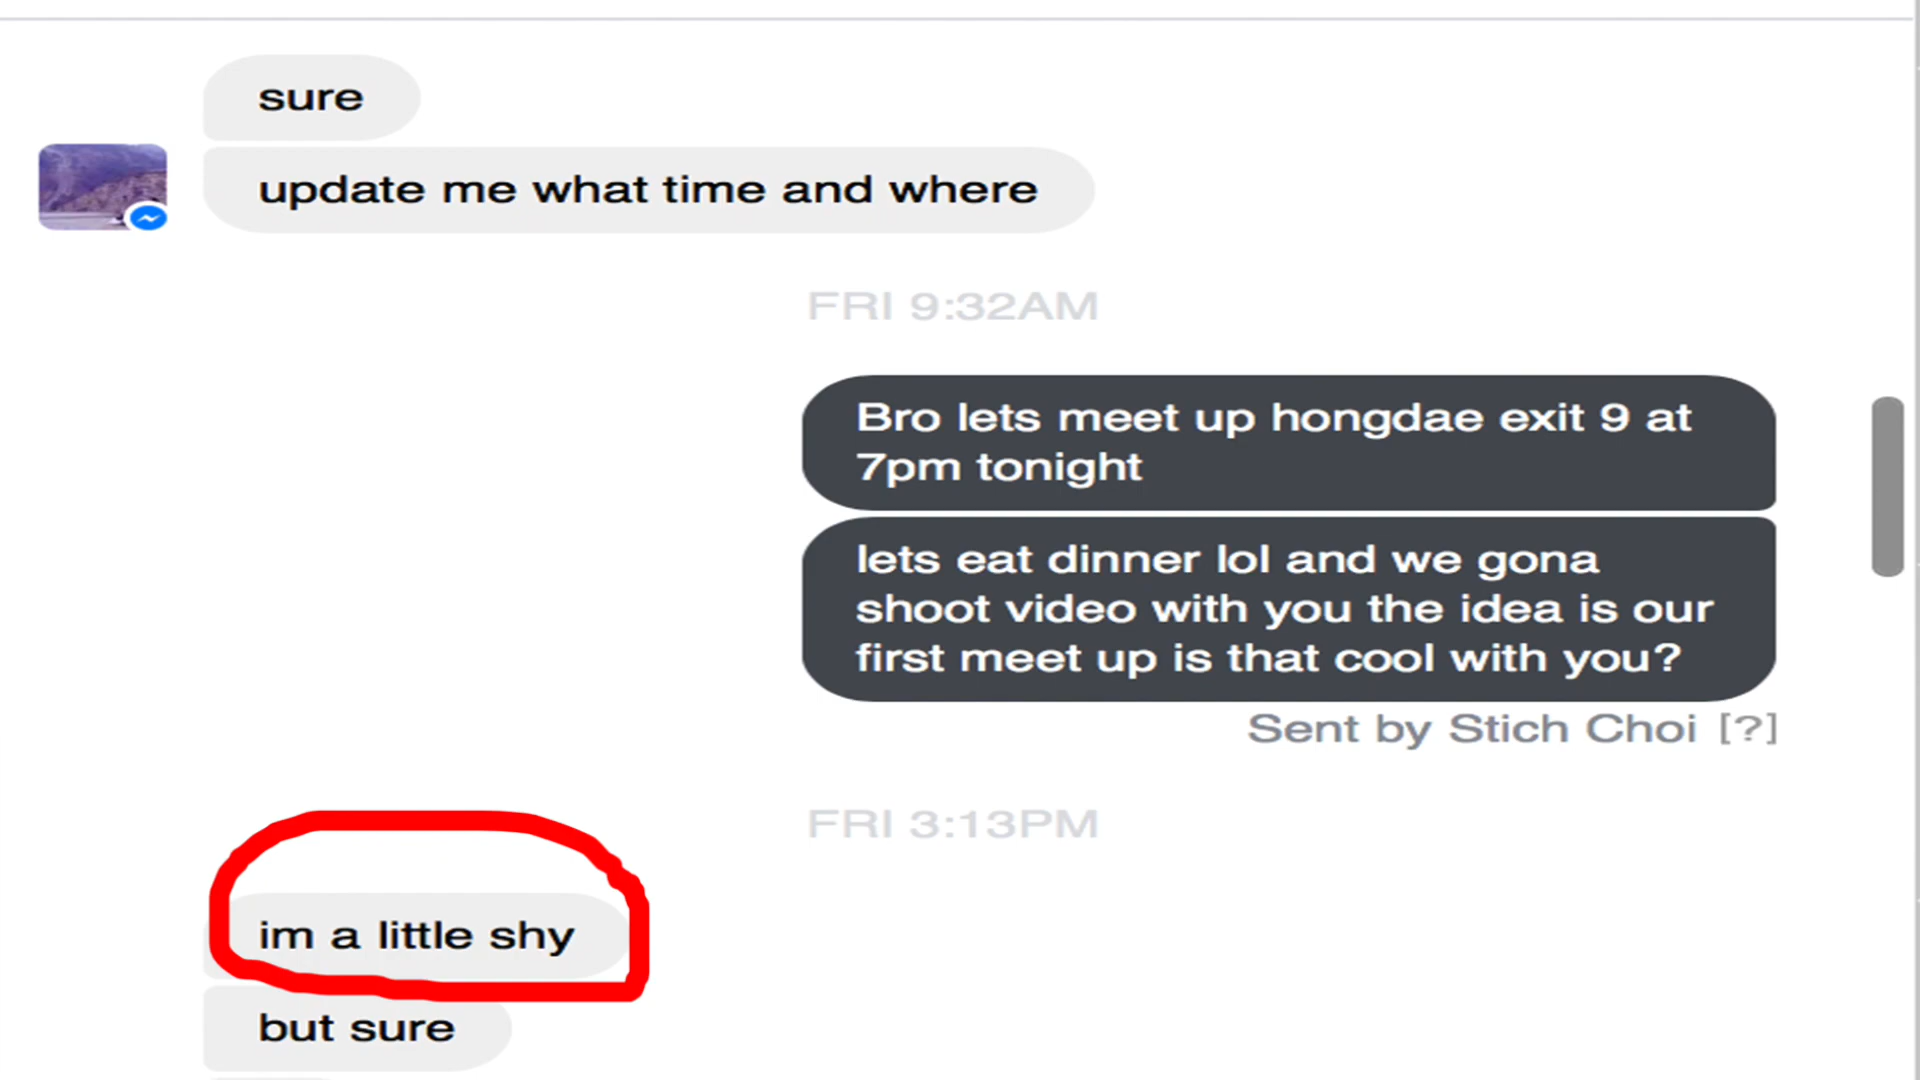 sure
update me what time and where
FRI 9:32AM
Bro lets meet up hongdae exit 9 at
7pm tonight
lets eat dinner lol and we gona
shoot video with you the idea is our
first meet up is that cool with you?
Sent by Stich Choi [?]
FRI 3:13PM
im a little shy
but sure